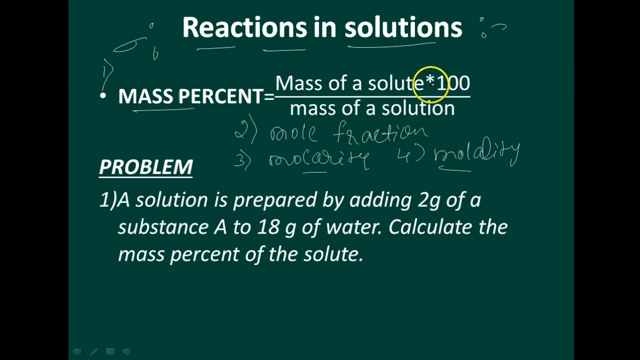 Reactions in solutions
1)
• MASS PERCENT= Mass of a solute*100
mass of a solution
2) mole fraction
3) molarity 4) molality
PROBLEM
1)A solution is prepared by adding 2g of a
substance A to 18 g of water. Calculate the
mass percent of the solute.